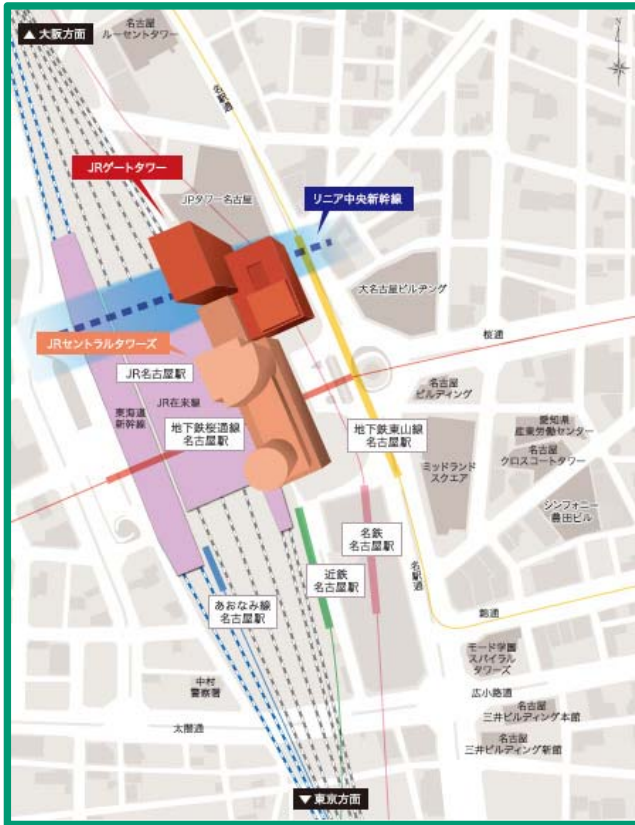 ▲ 大阪方面
名古屋
ルーセントタワー
N
名駅通
JRゲートタワー
JPタワー名古屋
リニア中央新幹線
大名古屋ビルヂング
桜通
JRセントラルタワーズ
JR名古屋駅
JR在来線
東海道
新幹線
地下鉄桜通線
名古屋駅
地下鉄東山線
名古屋駅
名古屋
ビルディング
愛知県
産業労働センター
名古屋
クロスコートタワー
ミッドランド
スクエア
シンフォニー
豊田ビル
名鉄
名古屋駅
近鉄
名古屋駅
名駅通
あおなみ線
名古屋駅
錦通
モード学園
スパイラル
タワーズ
中村
警察署
広小路通
名古屋
三井ビルディング本館
太閤通
名古屋
三井ビルディング新館
▼ 東京方面